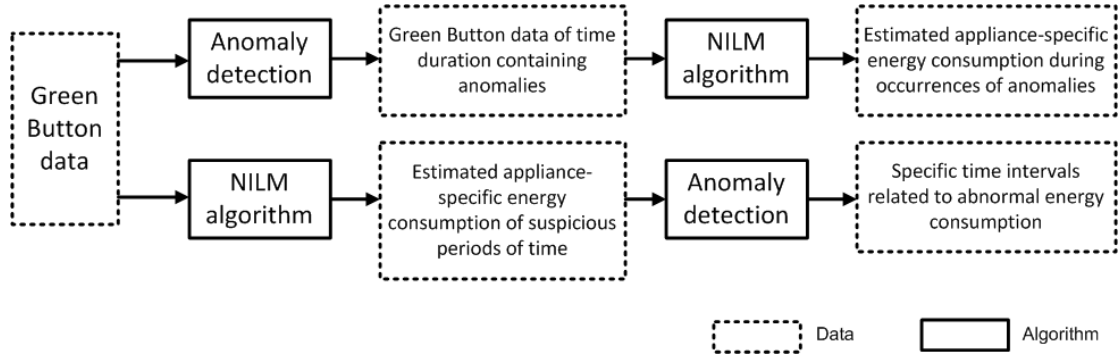 Green
Button
data
Anomaly
detection
Green Button data of time
duration containing
anomalies
NILM
algorithm
Estimated appliance-specific
energy consumption during
occurrences of anomalies
NILM
algorithm
Estimated appliance-
specific energy
consumption of suspicious
periods of time
Anomaly
detection
Specific time intervals
related to abnormal energy
consumption
Data
Algorithm